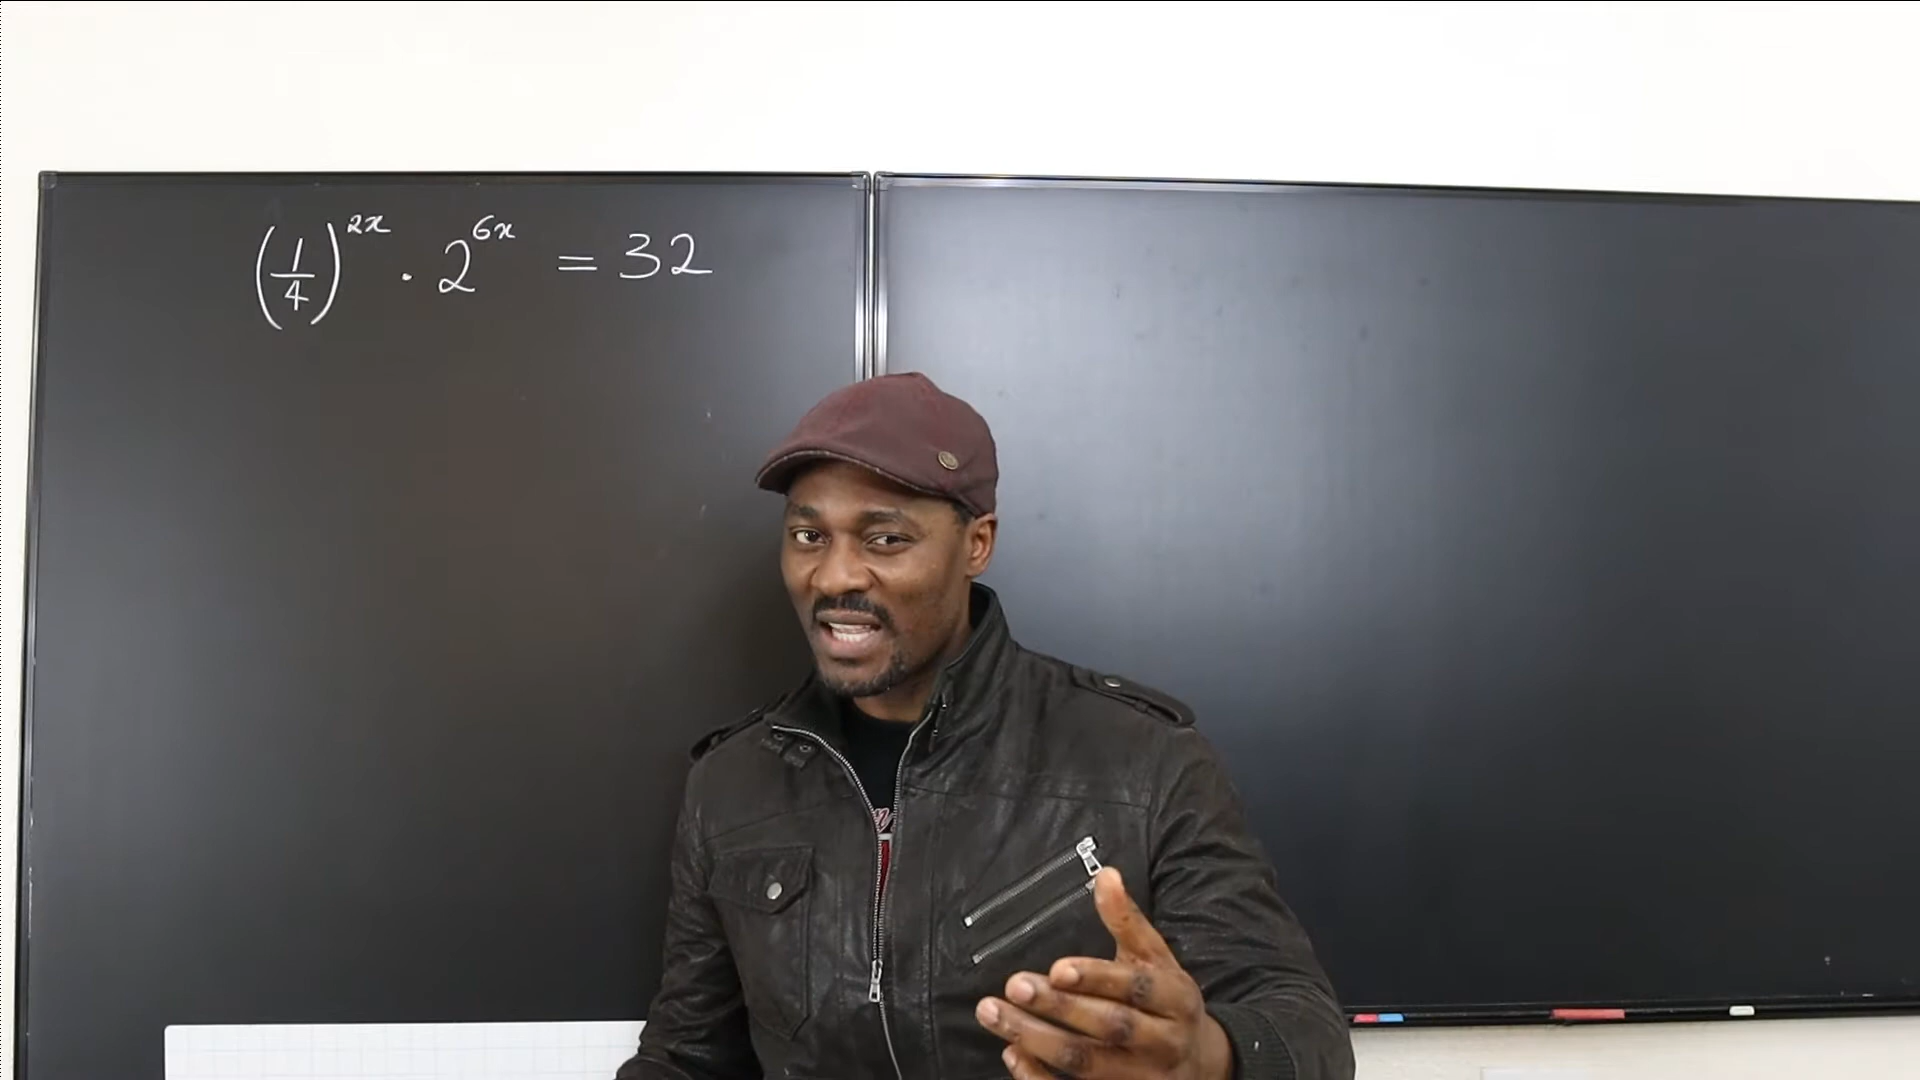 (1/4)^{2x} · 2^{6x} = 32